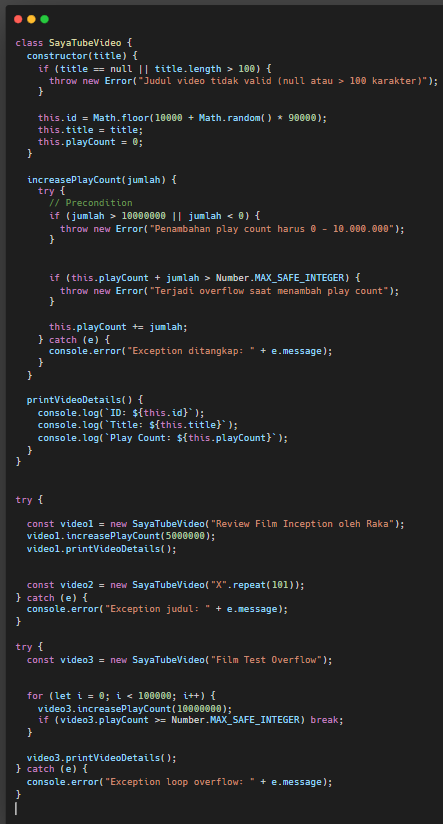 class SayaTubeVideo {
  constructor(title) {
    if (title == null || title.length > 100) {
      throw new Error("Judul video tidak valid (null atau > 100 karakter)");
    }

    this.id = Math.floor(10000 + Math.random() * 90000);
    this.title = title;
    this.playCount = 0;
  }

  increasePlayCount(jumlah) {
    try {
      // Precondition
      if (jumlah > 10000000 || jumlah < 0) {
        throw new Error("Penambahan play count harus 0 - 10.000.000");
      }

      if (this.playCount + jumlah > Number.MAX_SAFE_INTEGER) {
        throw new Error("Terjadi overflow saat menambah play count");
      }

      this.playCount += jumlah;
    } catch (e) {
      console.error("Exception ditangkap: " + e.message);
    }
  }

  printVideoDetails() {
    console.log(`ID: ${this.id}`);
    console.log(`Title: ${this.title}`);
    console.log(`Play Count: ${this.playCount}`);
  }
}

try {

  const video1 = new SayaTubeVideo("Review Film Inception oleh Raka");
  video1.increasePlayCount(5000000);
  video1.printVideoDetails();

  const video2 = new SayaTubeVideo("X".repeat(101));
} catch (e) {
  console.error("Exception judul: " + e.message);
}

try {
  const video3 = new SayaTubeVideo("Film Test Overflow");

  for (let i = 0; i < 100000; i++) {
    video3.increasePlayCount(10000000);
    if (video3.playCount >= Number.MAX_SAFE_INTEGER) break;
  }

  video3.printVideoDetails();
} catch (e) {
  console.error("Exception loop overflow: " + e.message);
}